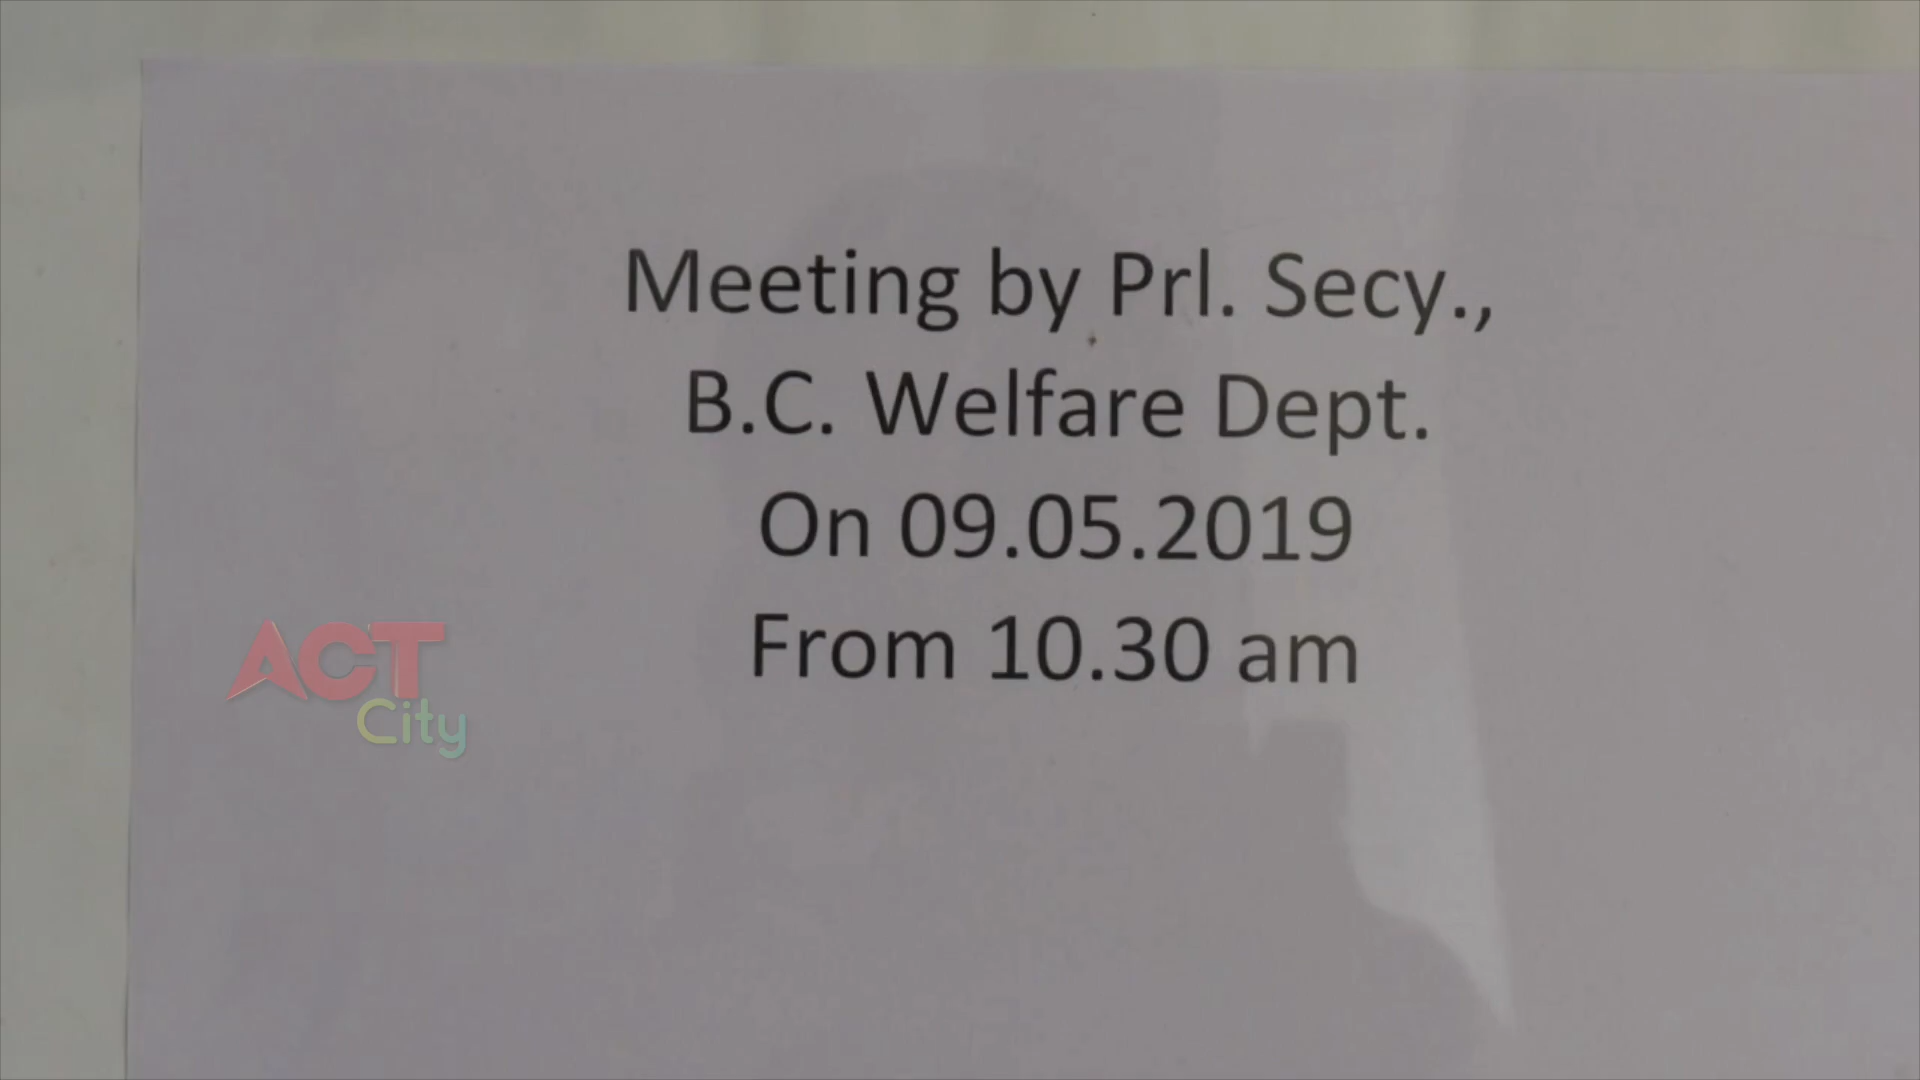 Meeting by Prl. Secy.,
B.C. Welfare Dept.
On 09.05.2019
From 10.30 am
ACT
City